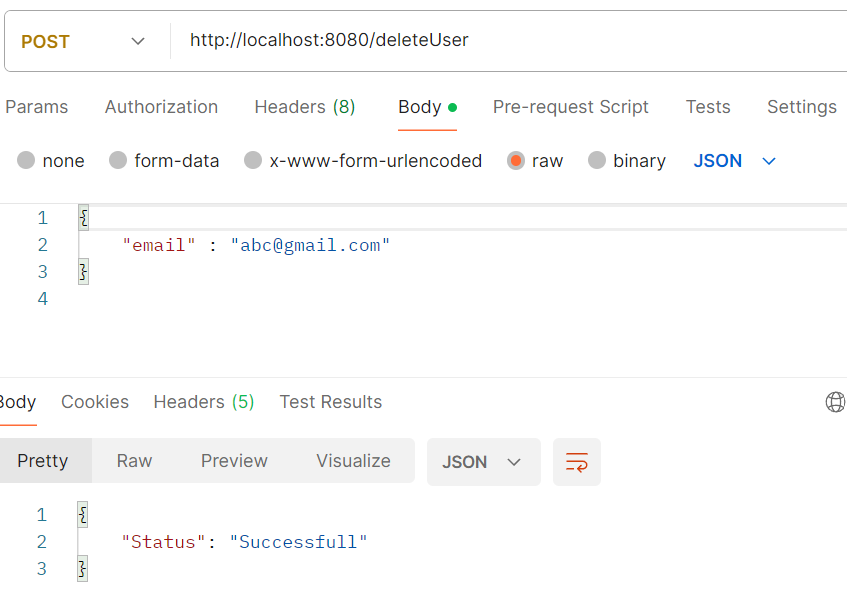 POST http://localhost:8080/deleteUser
Params Authorization Headers (8) Body Pre-request Script Tests Settings
none form-data x-www-form-urlencoded raw binary JSON
1 {
2 "email" : "abc@gmail.com"
3 }
4
Body Cookies Headers (5) Test Results
Pretty Raw Preview Visualize JSON
1 {
2 "Status": "Successfull"
3 }